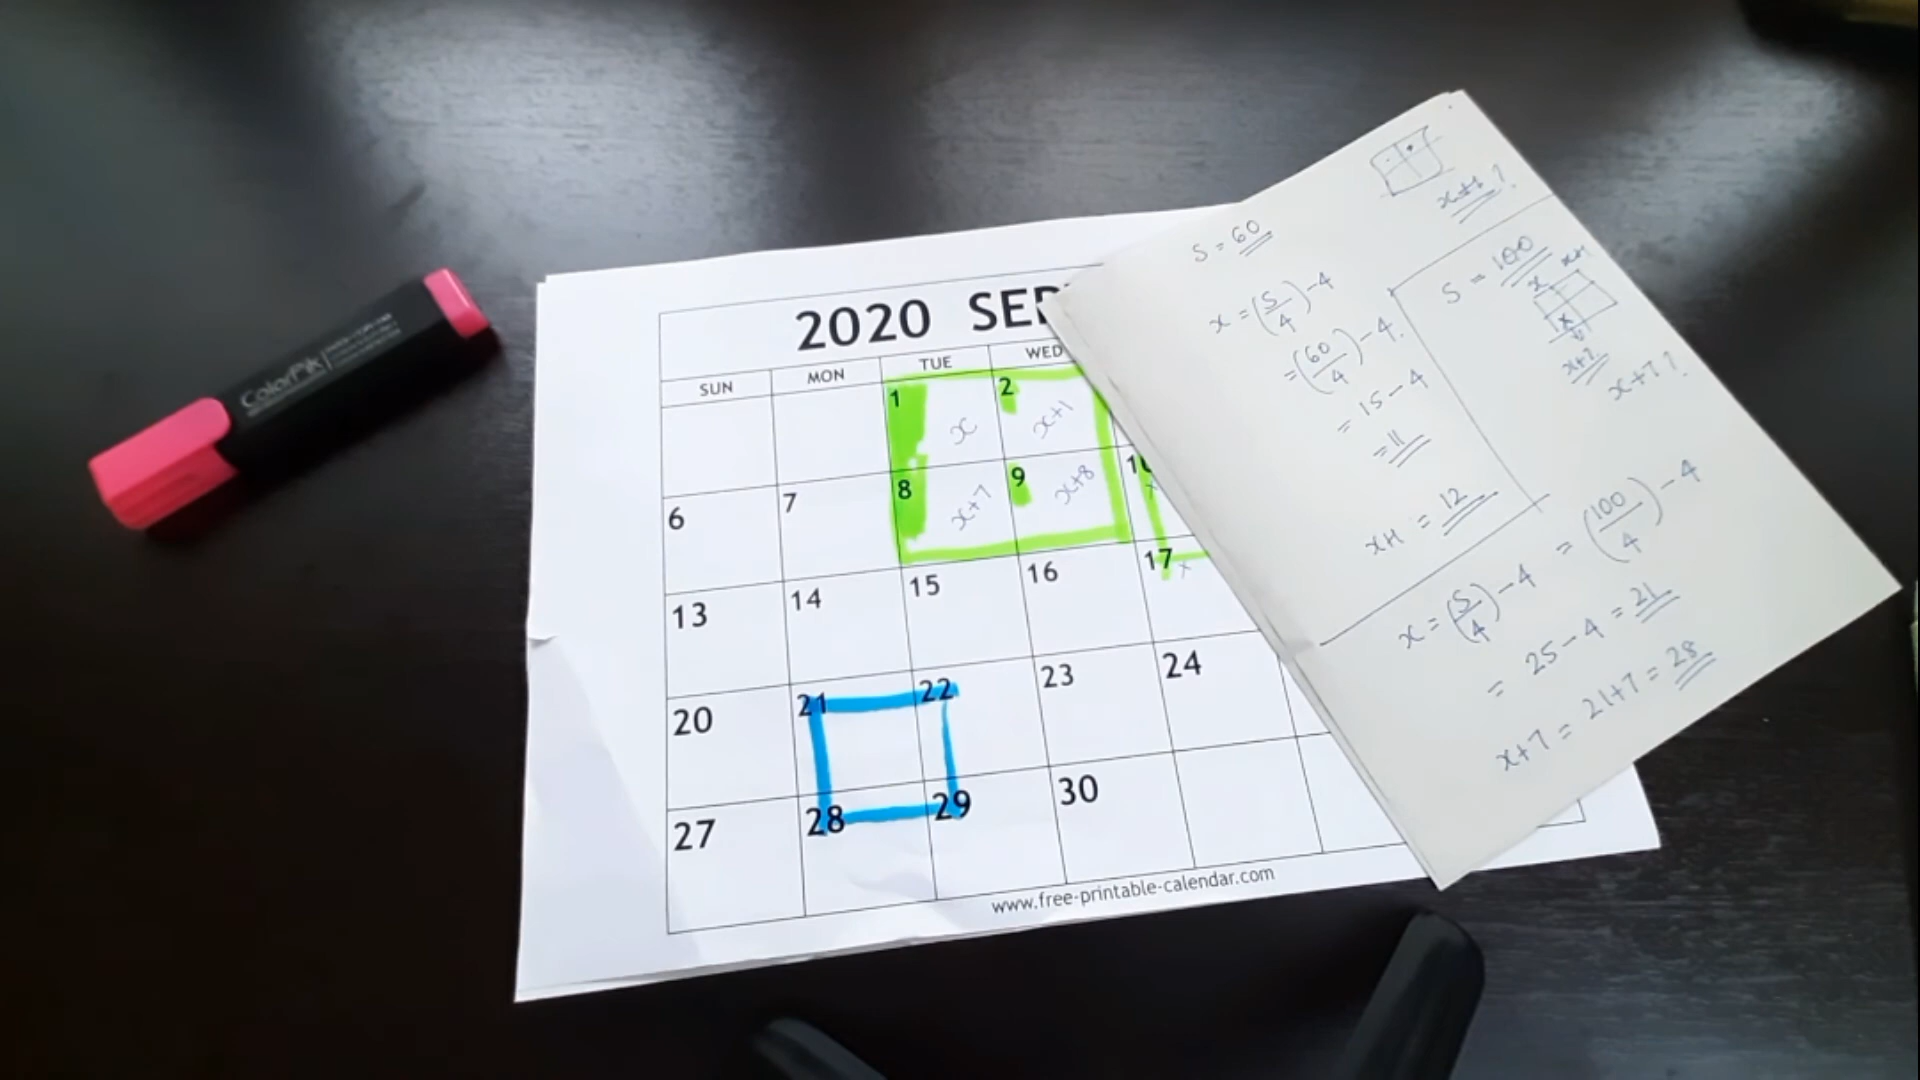 ColorPik
2020 SEP
SUN MON TUE WED
1 2
x x+1
6 7 8 9 10
x+7 x+8
13 14 15 16 17
20 21 22 23 24
27 28 29 30
www.free-printable-calendar.com
S = 60
x = (S/4) - 4
= (60/4) - 4.
= 15 - 4
= 11
x+1 = 12
S = 100
x x+1
x
x+7?
x = (S/4) - 4 = (100/4) - 4
= 25 - 4 = 21
x+7 = 21+7 = 28